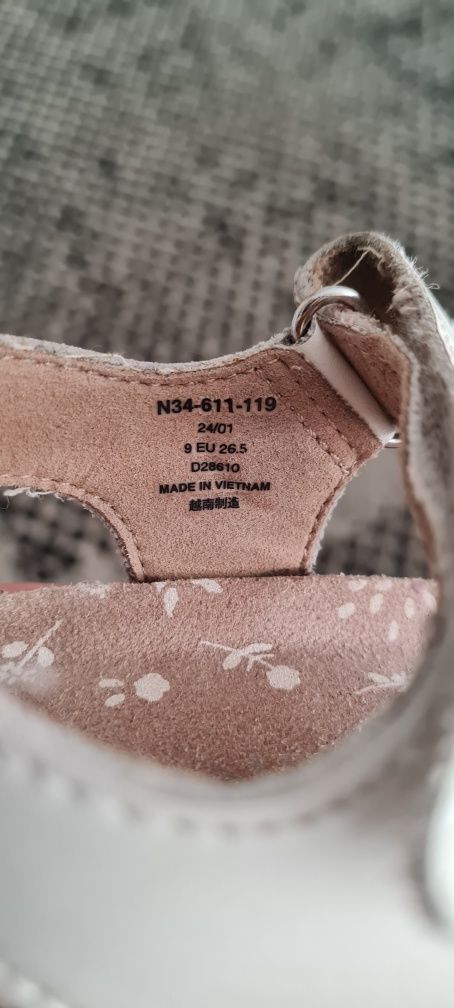 N34-611-119
24/01
9 EU 26.5
D28610
MADE IN VIETNAM
越南制造